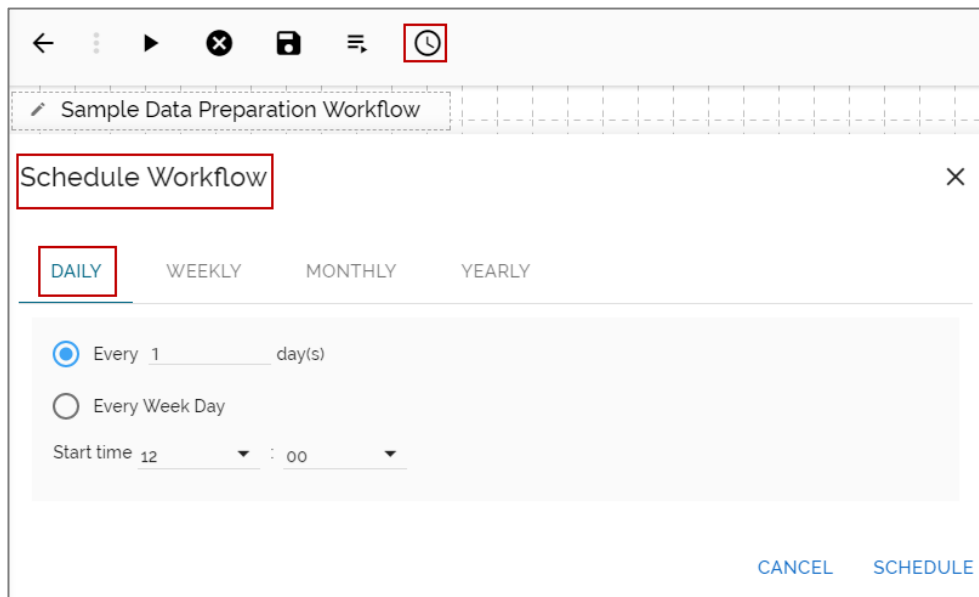 Sample Data Preparation Workflow
Schedule Workflow
DAILY WEEKLY MONTHLY YEARLY
Every 1 day(s)
Every Week Day
Start time 12 : 00
CANCEL SCHEDULE